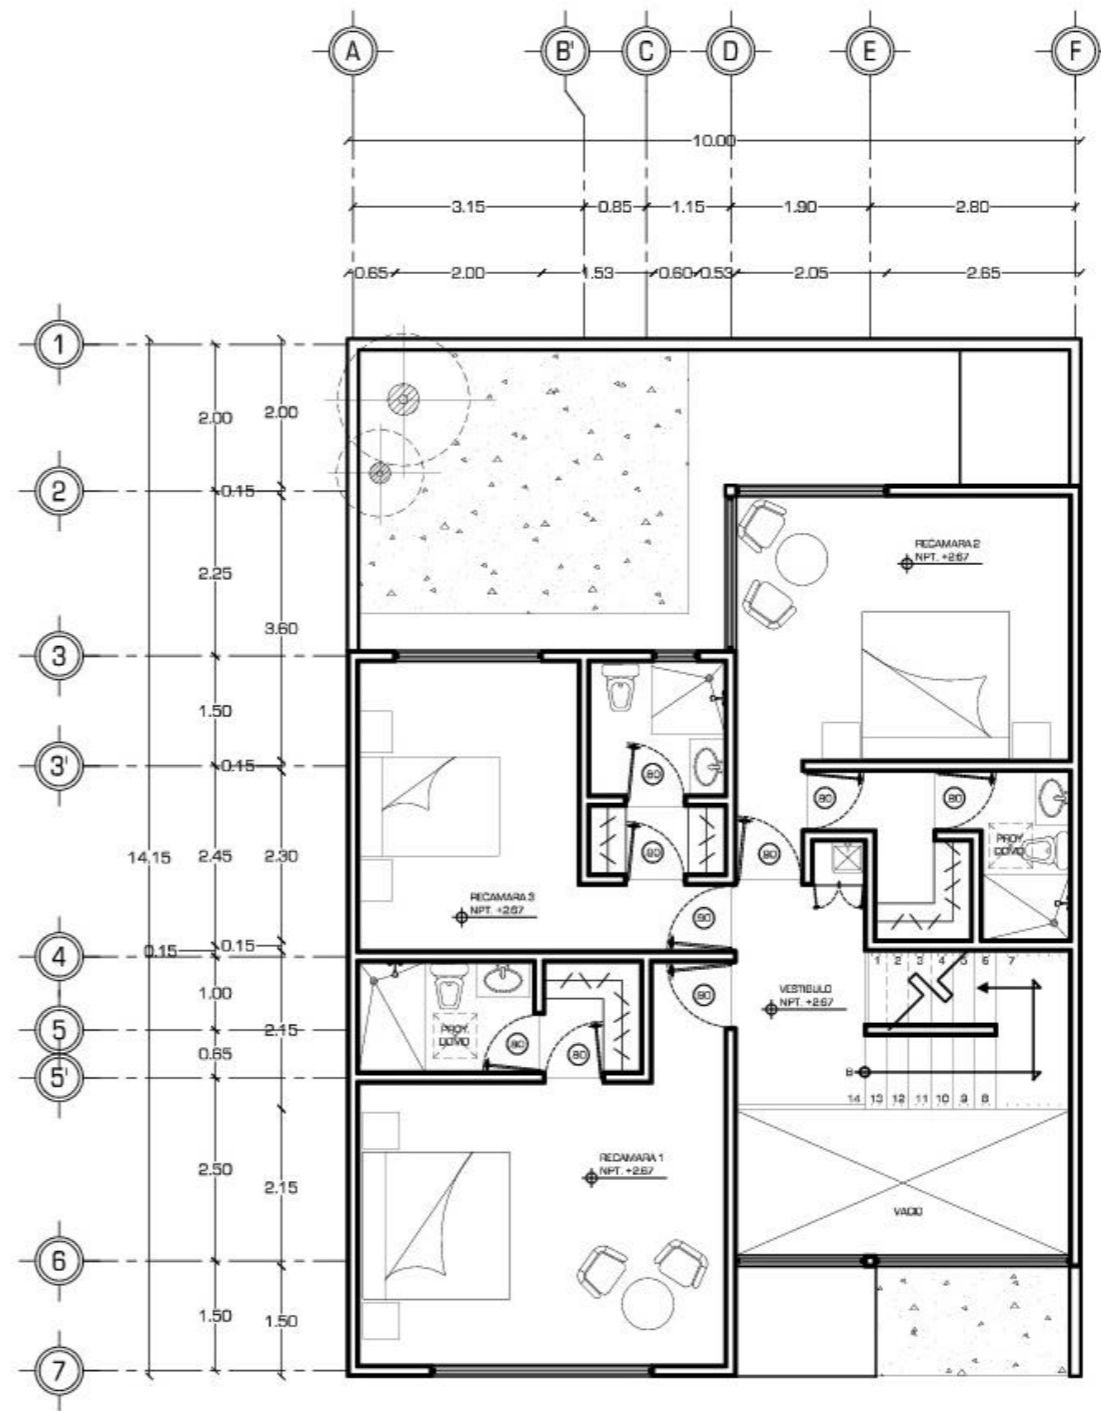 A B' C D E F
10.00
3.15 0.85 1.15 1.90 2.80
0.65 2.00 1.53 0.60 0.53 2.05 2.65
1
2.00 2.00
2
0.15
RECAMARA 2
NPT. +2.67
2.25
3.60
3
1.50
3'
0.15
.80
.80 .80
14.15 2.45 2.30
.80 .80
PROY.
DOMO
RECAMARA 3
NPT. +2.67
.90
0.15 0.15
4
1 2 3 4 5 6 7
1.00
.90
VESTIBULO
NPT. +2.67
5
2.15
PROY.
DOMO
.80 .80
0.65
5'
B
14 13 12 11 10 9 8
2.50
2.15
RECAMARA 1
NPT. +2.67
VACIO
6
1.50 1.50
7